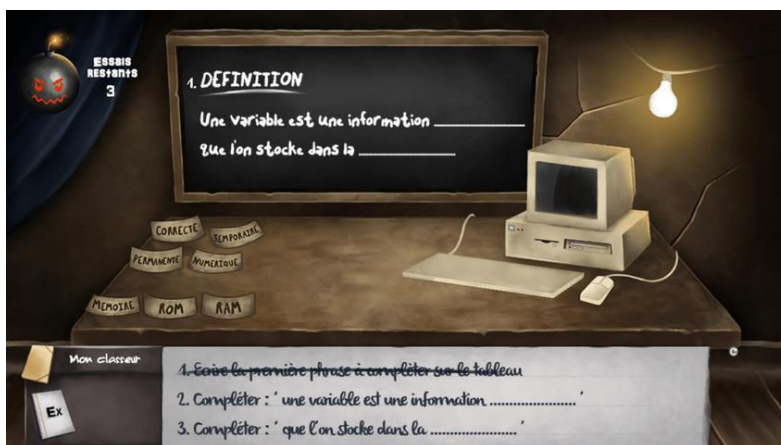 Essais
Restants
3
1. DEFINITION
Une variable est une information ............
que l'on stocke dans la ............
CORRECTE
TEMPORAIRE
PERMANENTE
NUMERIQUE
MEMOIRE
ROM
RAM
Mon classeur
Ex
1. Ecrire la première phrase à compléter sur le tableau
2. Compléter : ' une variable est une information ....................... '
3. Compléter : ' que l'on stocke dans la ....................... '